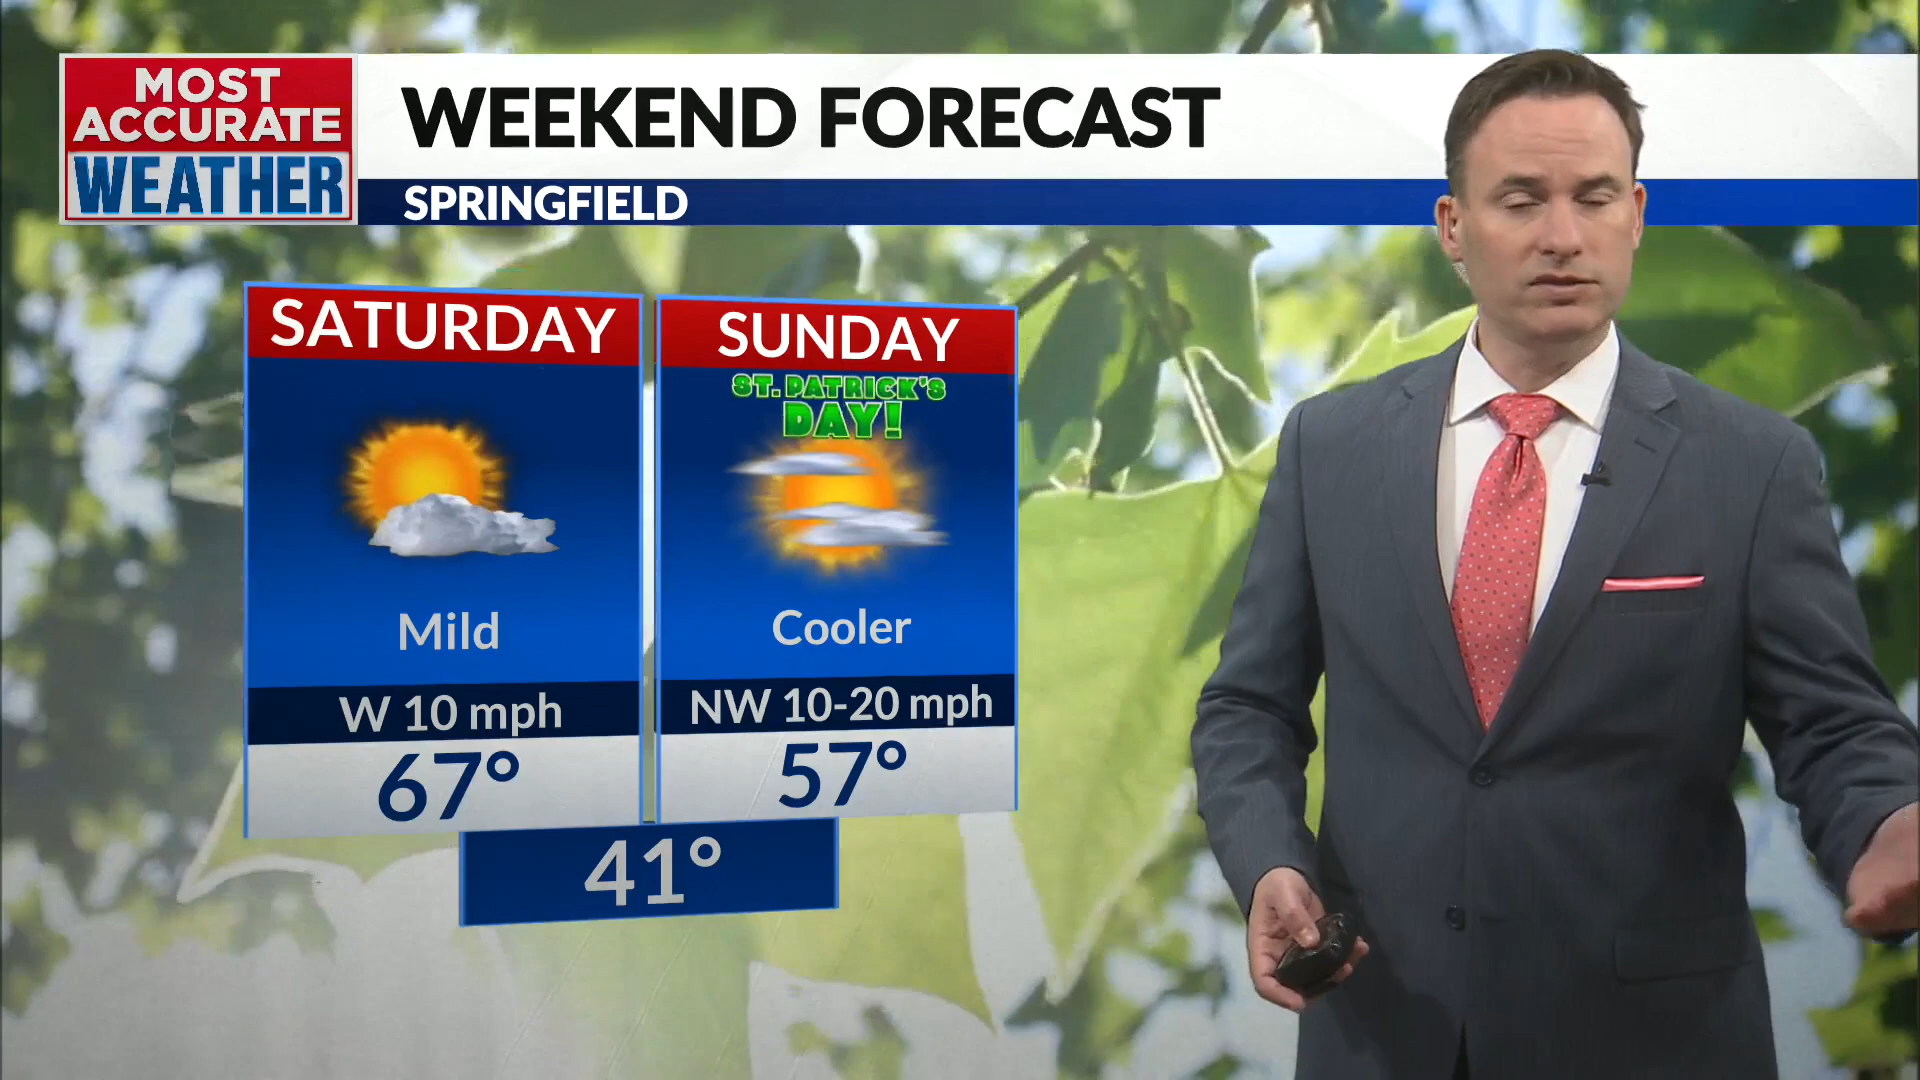 MOST
ACCURATE
WEATHER
WEEKEND FORECAST
SPRINGFIELD
SATURDAY
Mild
W 10 mph
67°
SUNDAY
ST. PATRICK'S
DAY!
Cooler
NW 10-20 mph
57°
41°